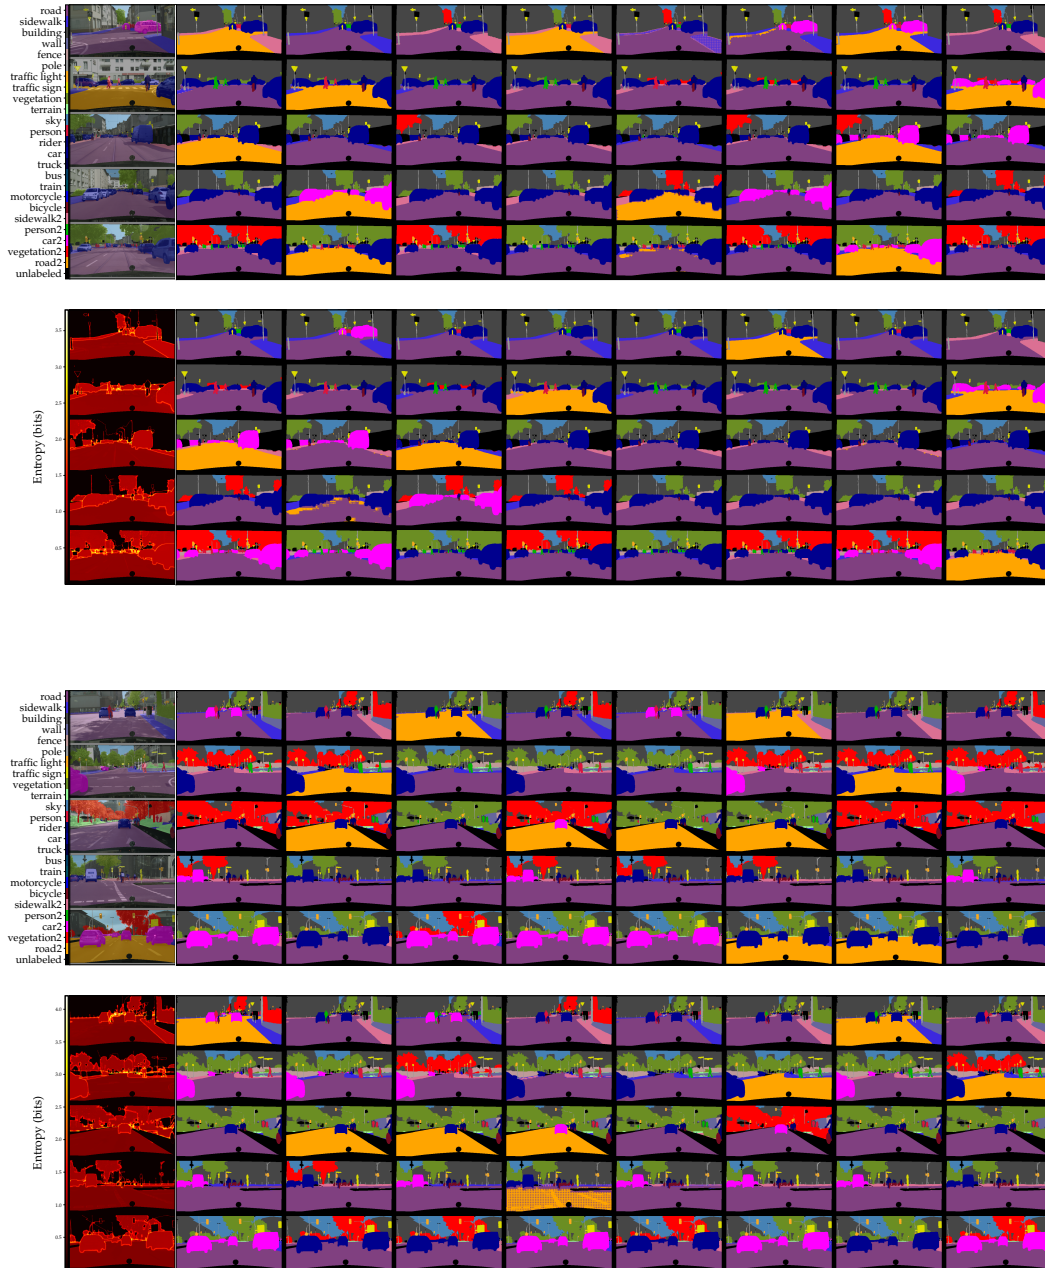 road
sidewalk
building
wall
fence
pole
traffic light
traffic sign
vegetation
terrain
sky
person
rider
car
truck
bus
train
motorcycle
bicycle
sidewalk2
person2
car2
vegetation2
road2
unlabeled
Entropy (bits)
3.5
3.0
2.5
2.0
1.5
1.0
0.5
road
sidewalk
building
wall
fence
pole
traffic light
traffic sign
vegetation
terrain
sky
person
rider
car
truck
bus
train
motorcycle
bicycle
sidewalk2
person2
car2
vegetation2
road2
unlabeled
Entropy (bits)
4.0
3.5
3.0
2.5
2.0
1.5
1.0
0.5